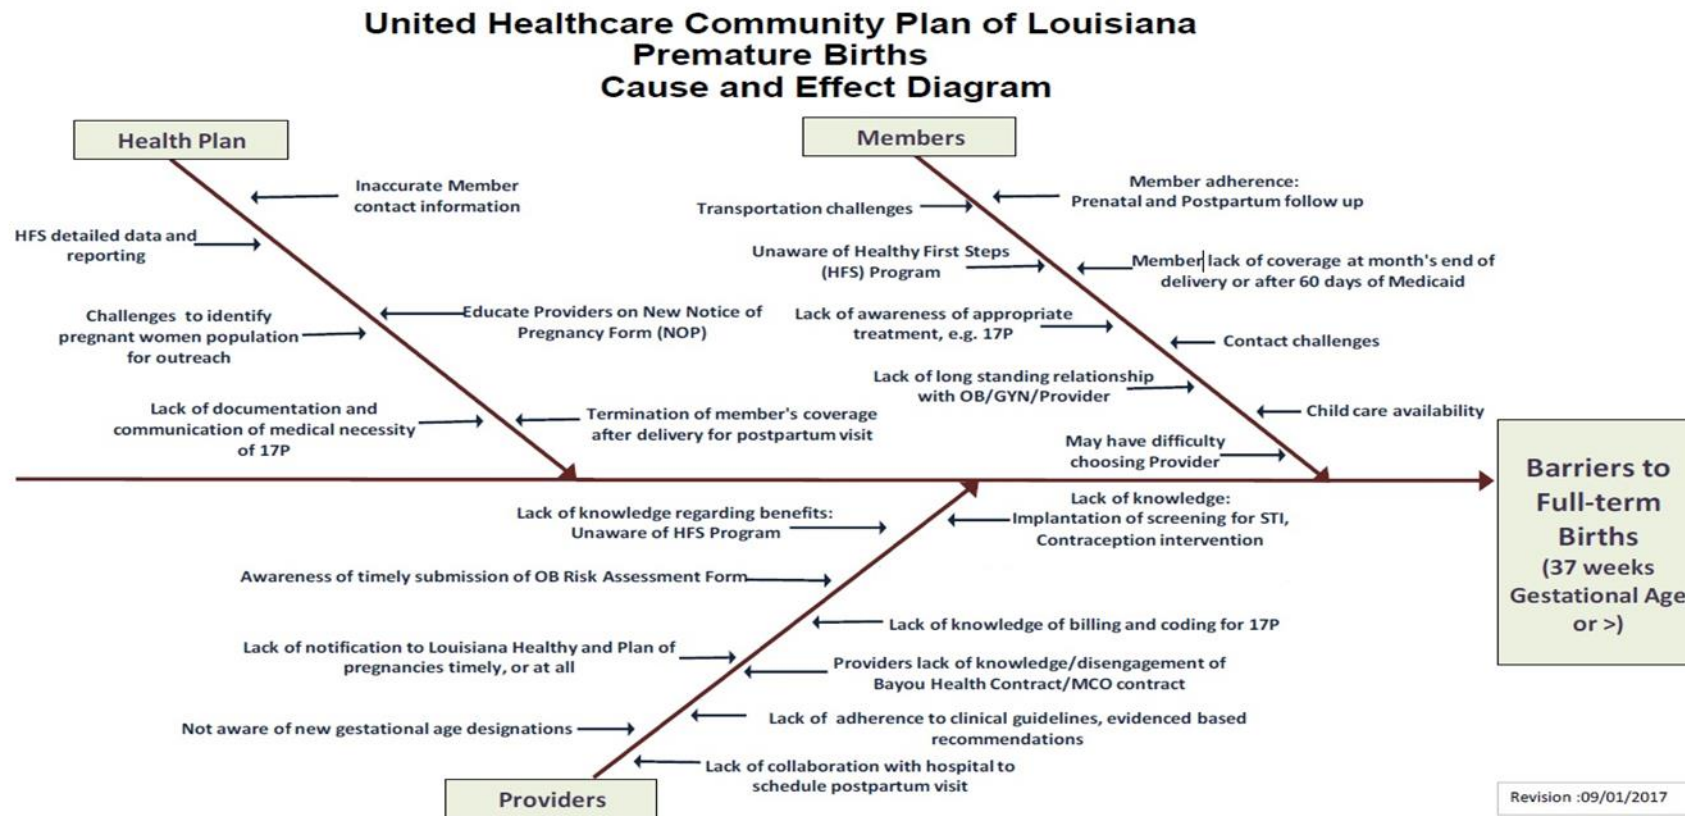 United Healthcare Community Plan of Louisiana
Premature Births
Cause and Effect Diagram
Health Plan
Inaccurate Member
contact information
HFS detailed data and
reporting
Educate Providers on New Notice of
Pregnancy Form (NOP)
Challenges to identify
pregnant women population
for outreach
Lack of documentation and
communication of medical necessity
of 17P
Termination of member's coverage
after delivery for postpartum visit
Members
Member adherence:
Prenatal and Postpartum follow up
Transportation challenges
Unaware of Healthy First Steps
(HFS) Program
Member lack of coverage at month's end of
delivery or after 60 days of Medicaid
Lack of awareness of appropriate
treatment, e.g. 17P
Contact challenges
Lack of long standing relationship
with OB/GYN/Provider
Child care availability
May have difficulty
choosing Provider
Barriers to
Full-term
Births
(37 weeks
Gestational Age
or >)
Lack of knowledge regarding benefits:
Unaware of HFS Program
Lack of knowledge:
Implantation of screening for STI,
Contraception intervention
Awareness of timely submission of OB Risk Assessment Form
Lack of knowledge of billing and coding for 17P
Lack of notification to Louisiana Healthy and Plan of
pregnancies timely, or at all
Providers lack of knowledge/disengagement of
Bayou Health Contract/MCO contract
Not aware of new gestational age designations
Lack of adherence to clinical guidelines, evidenced based
recommendations
Lack of collaboration with hospital to
schedule postpartum visit
Providers
Revision :09/01/2017